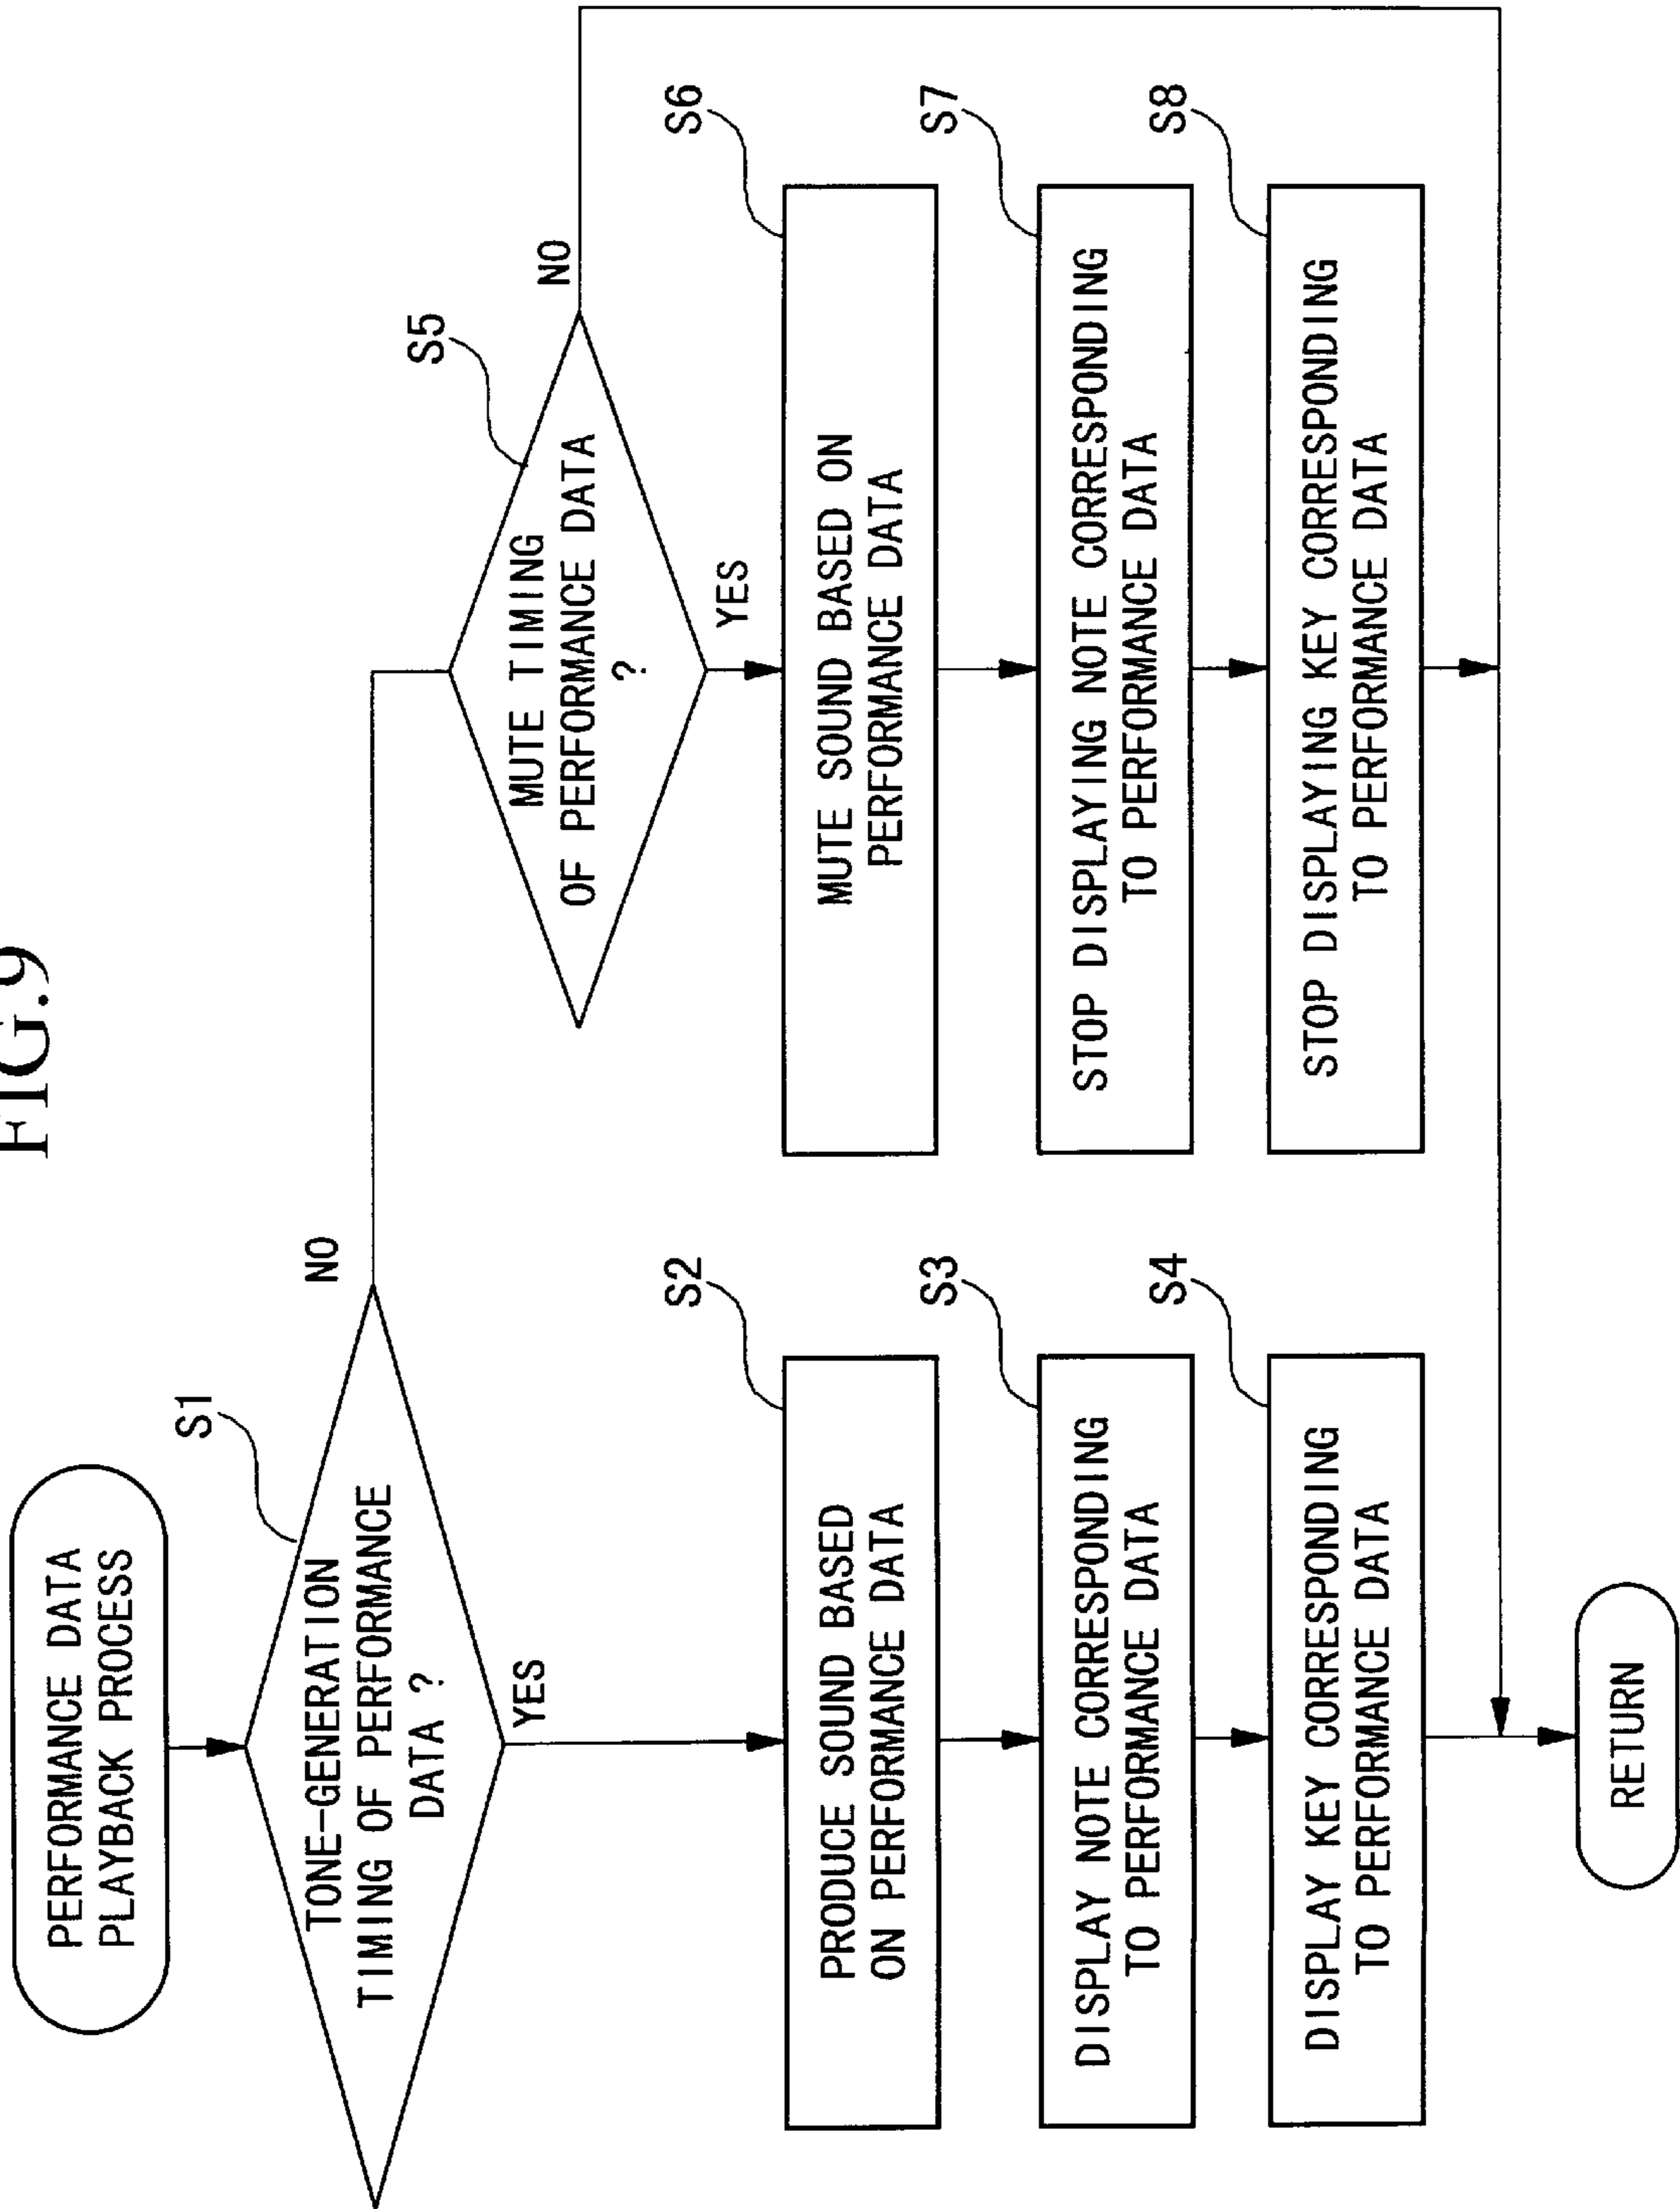 FIG.9
PERFORMANCE DATA
PLAYBACK PROCESS
S1
TONE-GENERATION
TIMING OF PERFORMANCE
DATA ?
NO
YES
S2
PRODUCE SOUND BASED
ON PERFORMANCE DATA
S3
DISPLAY NOTE CORRESPONDING
TO PERFORMANCE DATA
S4
DISPLAY KEY CORRESPONDING
TO PERFORMANCE DATA
S5
MUTE TIMING
OF PERFORMANCE DATA
?
NO
YES
S6
MUTE SOUND BASED ON
PERFORMANCE DATA
S7
STOP DISPLAYING NOTE CORRESPONDING
TO PERFORMANCE DATA
S8
STOP DISPLAYING KEY CORRESPONDING
TO PERFORMANCE DATA
RETURN